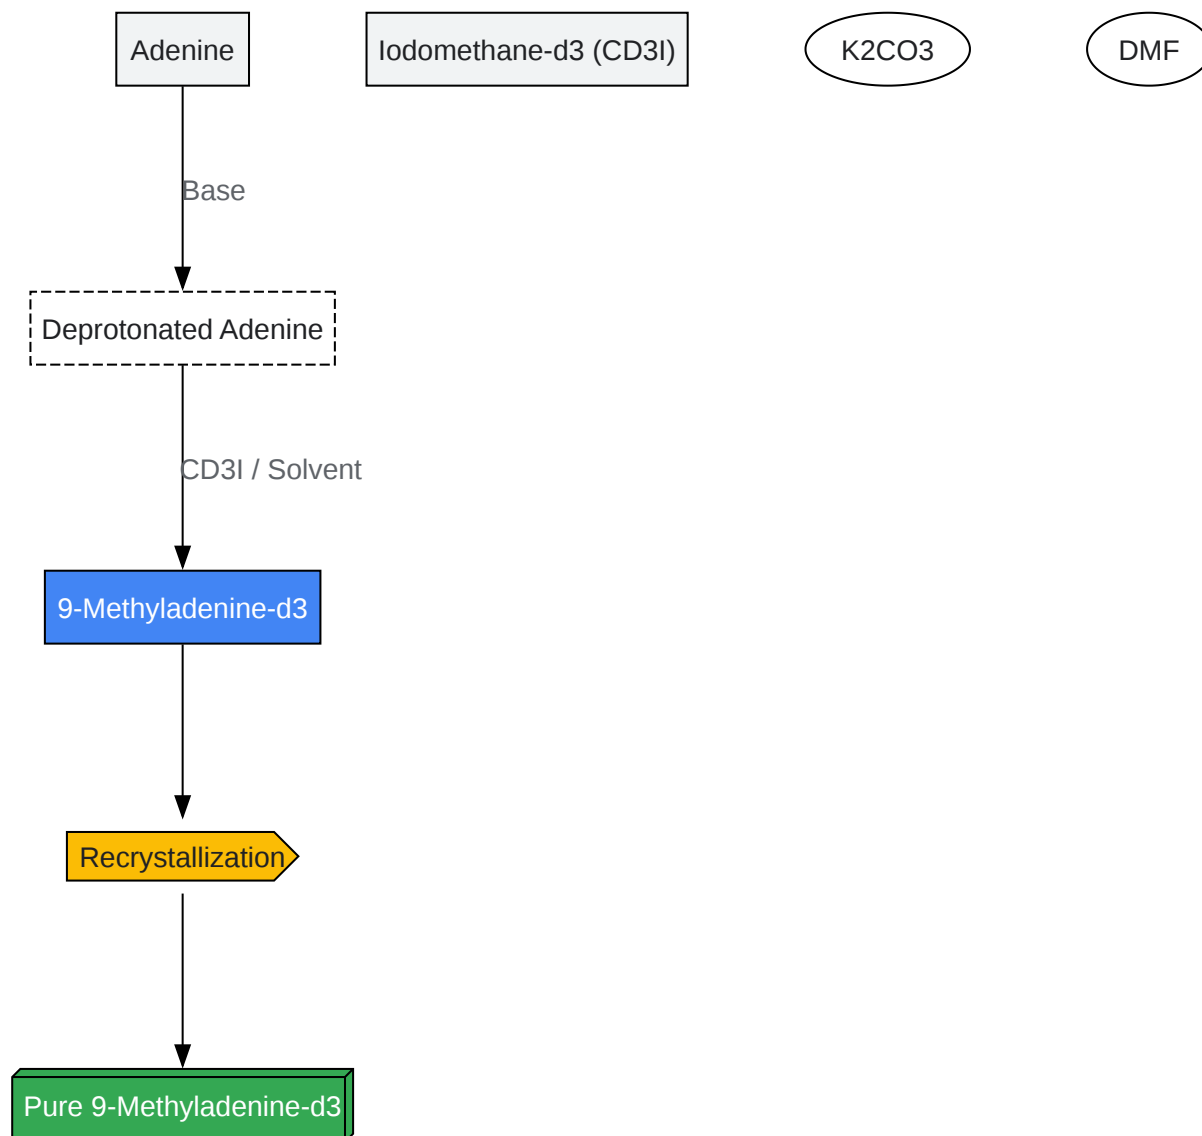 Adenine
Iodomethane-d3 (CD3I)
K2CO3
DMF
Base
Deprotonated Adenine
CD3I / Solvent
9-Methyladenine-d3
Recrystallization
Pure 9-Methyladenine-d3